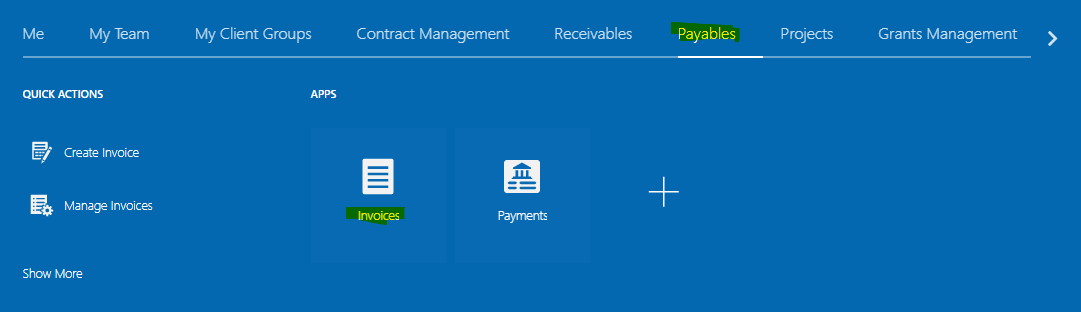 Me My Team My Client Groups Contract Management Receivables Payables Projects Grants Management
QUICK ACTIONS
Create Invoice
Manage Invoices
Show More
APPS
Invoices
Payments